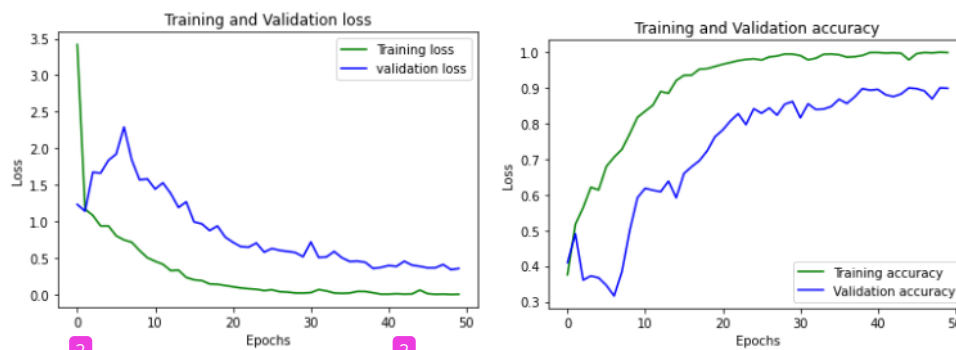 Training and Validation loss
3.5
3.0
2.5
2.0
1.5
1.0
0.5
0.0
Loss
Training loss
validation loss
0
10
20
30
40
50
Epochs
Training and Validation accuracy
1.0
0.9
0.8
0.7
0.6
0.5
0.4
0.3
Loss
Training accuracy
Validation accuracy
0
10
20
30
40
50
Epochs